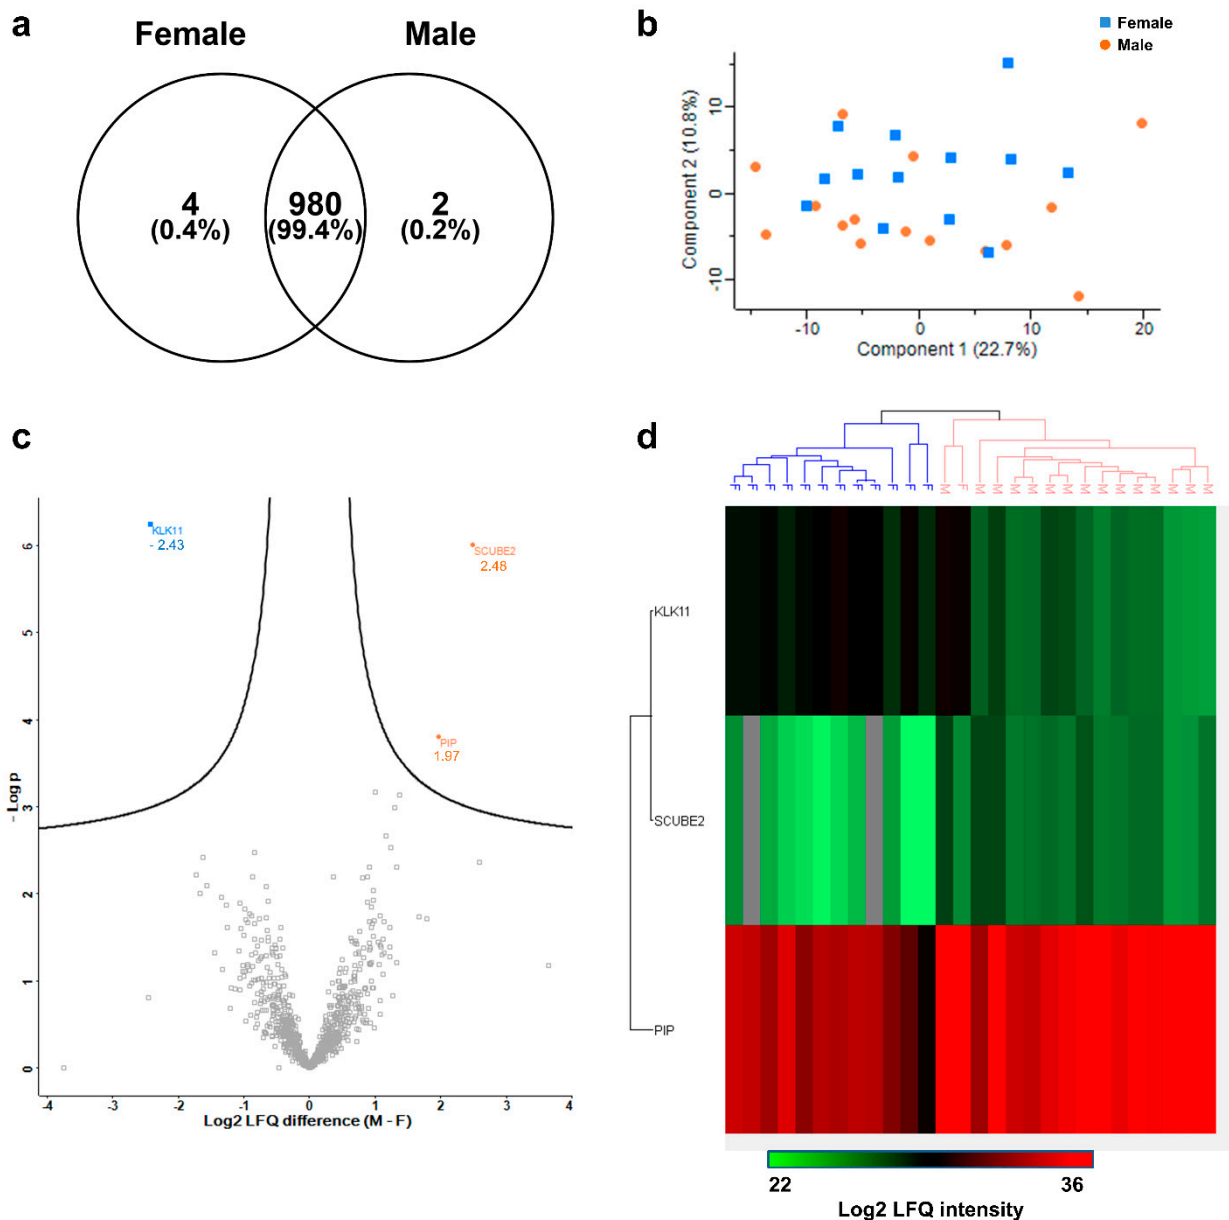 a
Female Male
4
(0.4%)
980
(99.4%)
2
(0.2%)
b
Female
Male
Component 2 (10.8%)
10
0
-10
-10 0 10 20
Component 1 (22.7%)
c
- Log p
6
5
4
3
2
1
0
KLK11
- 2.43
SCUBE2
2.48
PIP
1.97
-4 -3 -2 -1 0 1 2 3 4
Log2 LFQ difference (M - F)
d
F F F F F F F F F F F F M F M M M M M M M M M M M M M M
KLK11
SCUBE2
PIP
22 36
Log2 LFQ intensity